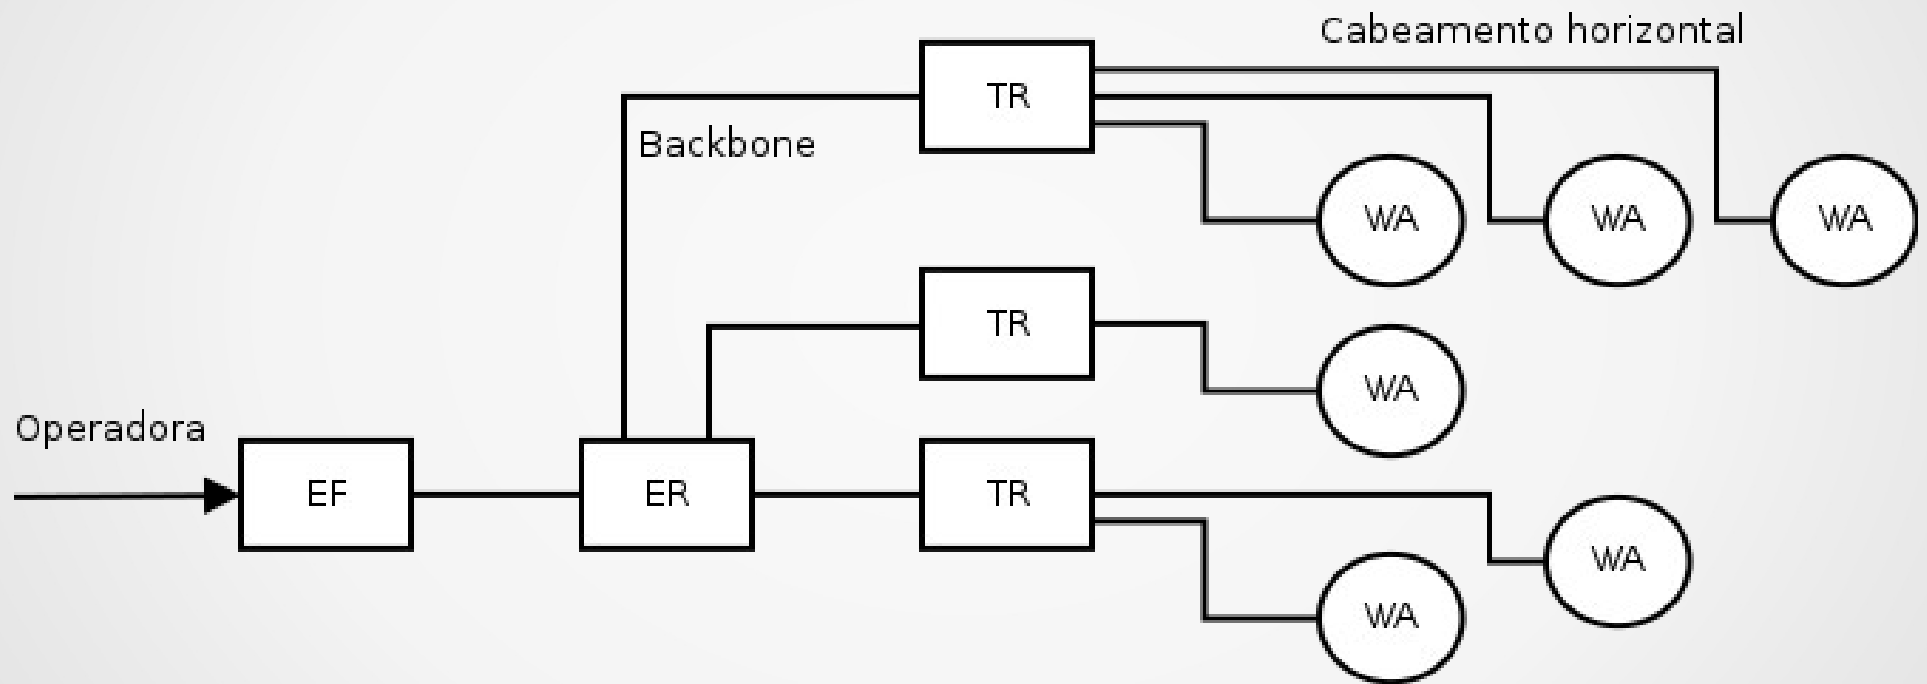 Cabeamento horizontal
TR
Backbone
WA
WA
WA
TR
WA
Operadora
EF
ER
TR
WA
WA